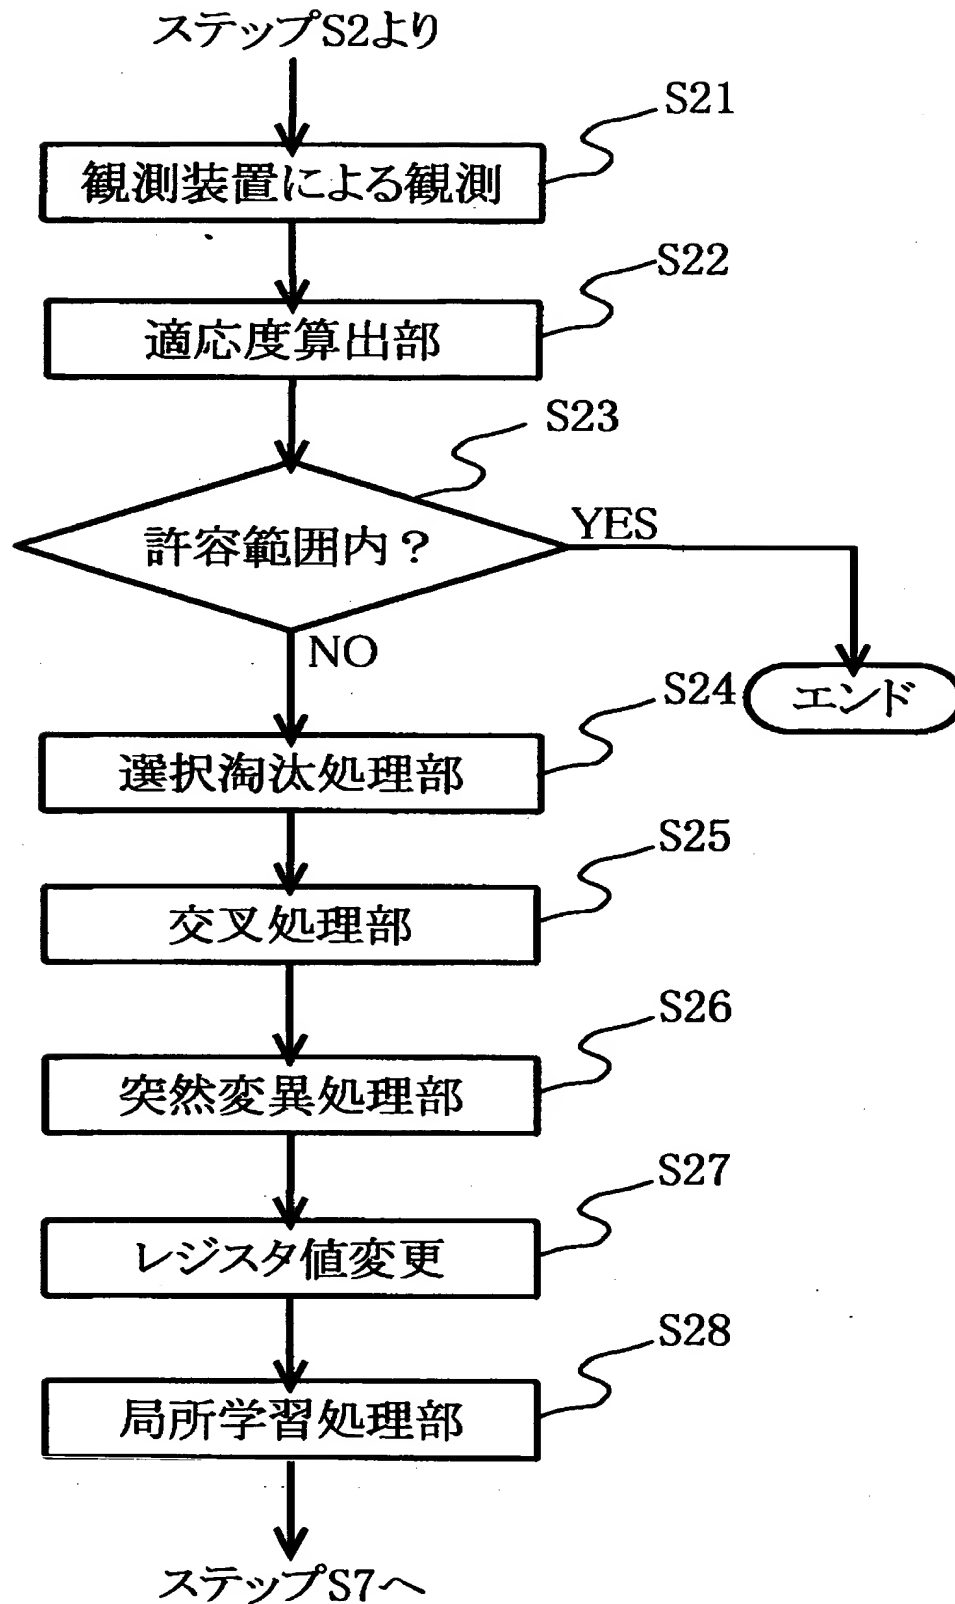 ステップS2より
S21
観測装置による観測
S22
適応度算出部
S23
許容範囲内？
YES
NO
エンド
S24
選択淘汰処理部
S25
交叉処理部
S26
突然変異処理部
S27
レジスタ値変更
S28
局所学習処理部
ステップS7へ